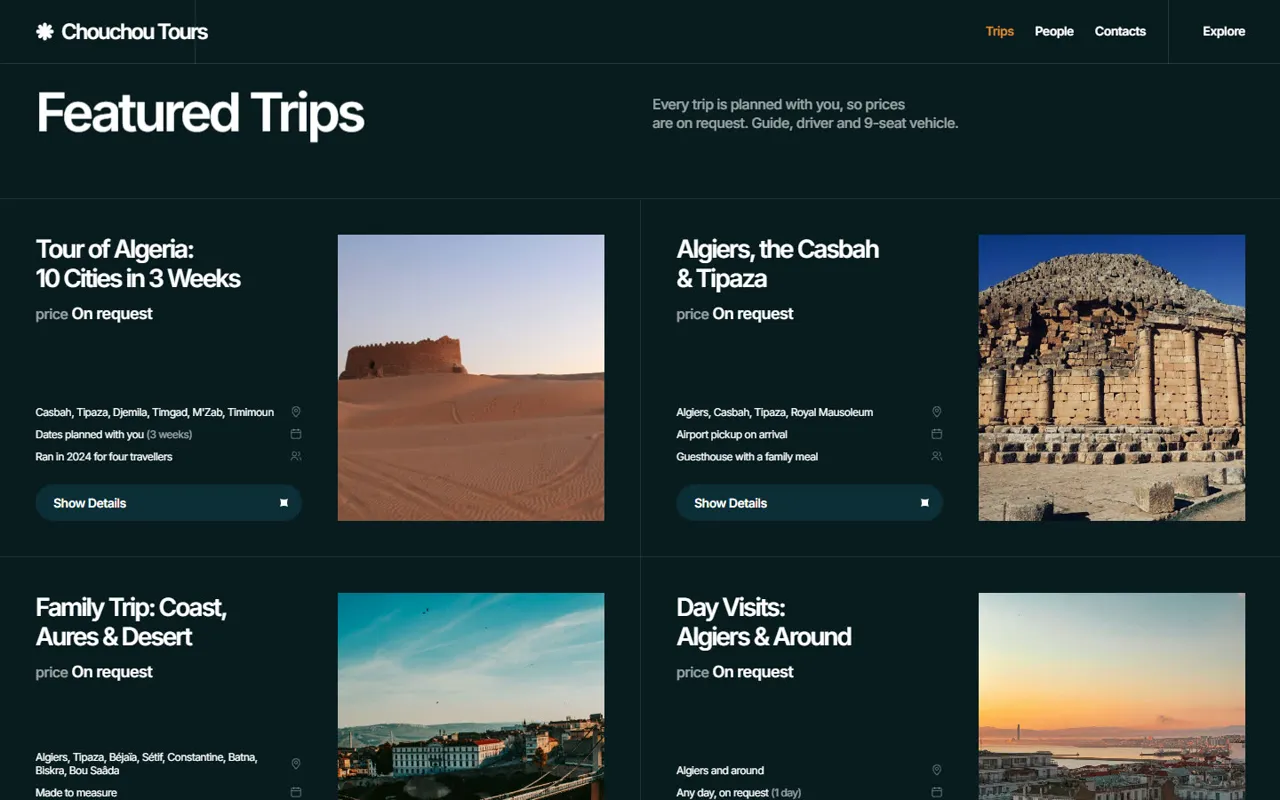 Chouchou Tours
Trips
People
Contacts
Explore
Featured Trips
Every trip is planned with you, so prices
are on request. Guide, driver and 9-seat vehicle.
Tour of Algeria:
10 Cities in 3 Weeks
price On request
Casbah, Tipaza, Djemila, Timgad, M'Zab, Timimoun
Dates planned with you (3 weeks)
Ran in 2024 for four travellers
Show Details
Algiers, the Casbah
& Tipaza
price On request
Algiers, Casbah, Tipaza, Royal Mausoleum
Airport pickup on arrival
Guesthouse with a family meal
Show Details
Family Trip: Coast,
Aures & Desert
price On request
Algiers, Tipaza, Béjaïa, Sétif, Constantine, Batna,
Biskra, Bou Saâda
Made to measure
Day Visits:
Algiers & Around
price On request
Algiers and around
Any day, on request (1 day)